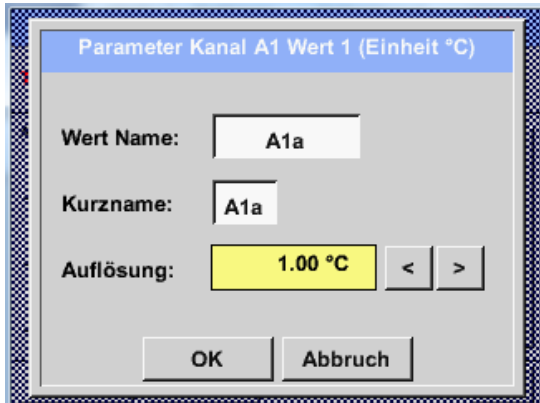 Parameter Kanal A1 Wert 1 (Einheit °C)
Wert Name: A1a
Kurzname: A1a
Auflösung: 1.00 °C < >
OK Abbruch